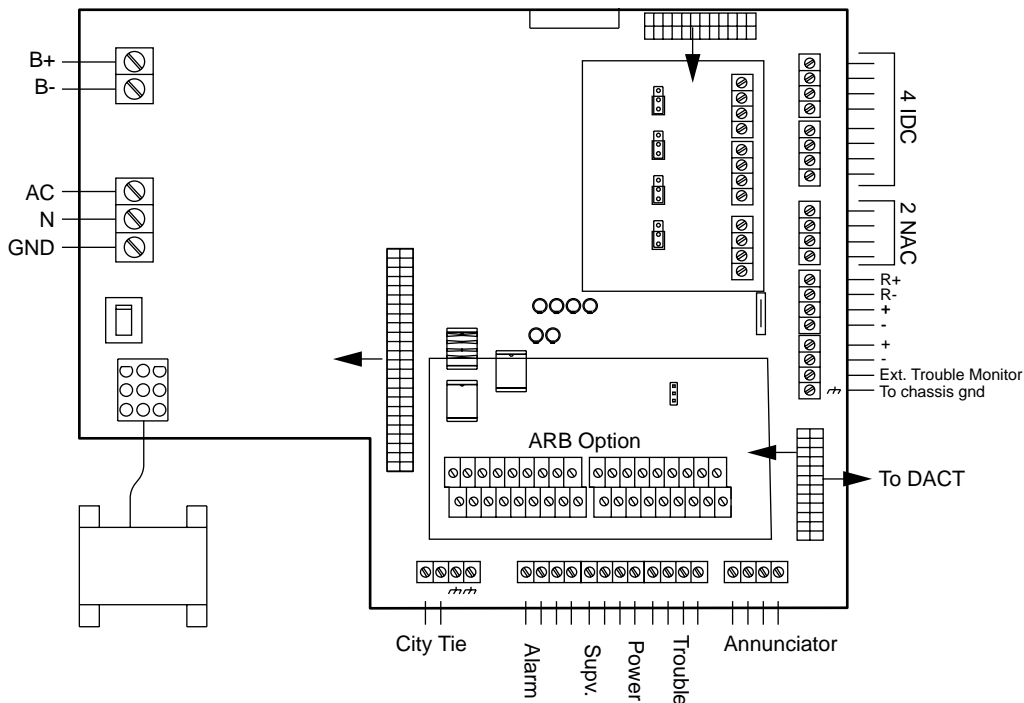 B+
B-
AC
N
GND
4 IDC
2 NAC
R+
R-
+
-
+
-
Ext. Trouble Monitor
To chassis gnd
ARB Option
To DACT
City Tie
Alarm
Supv.
Power
Trouble
Annunciator